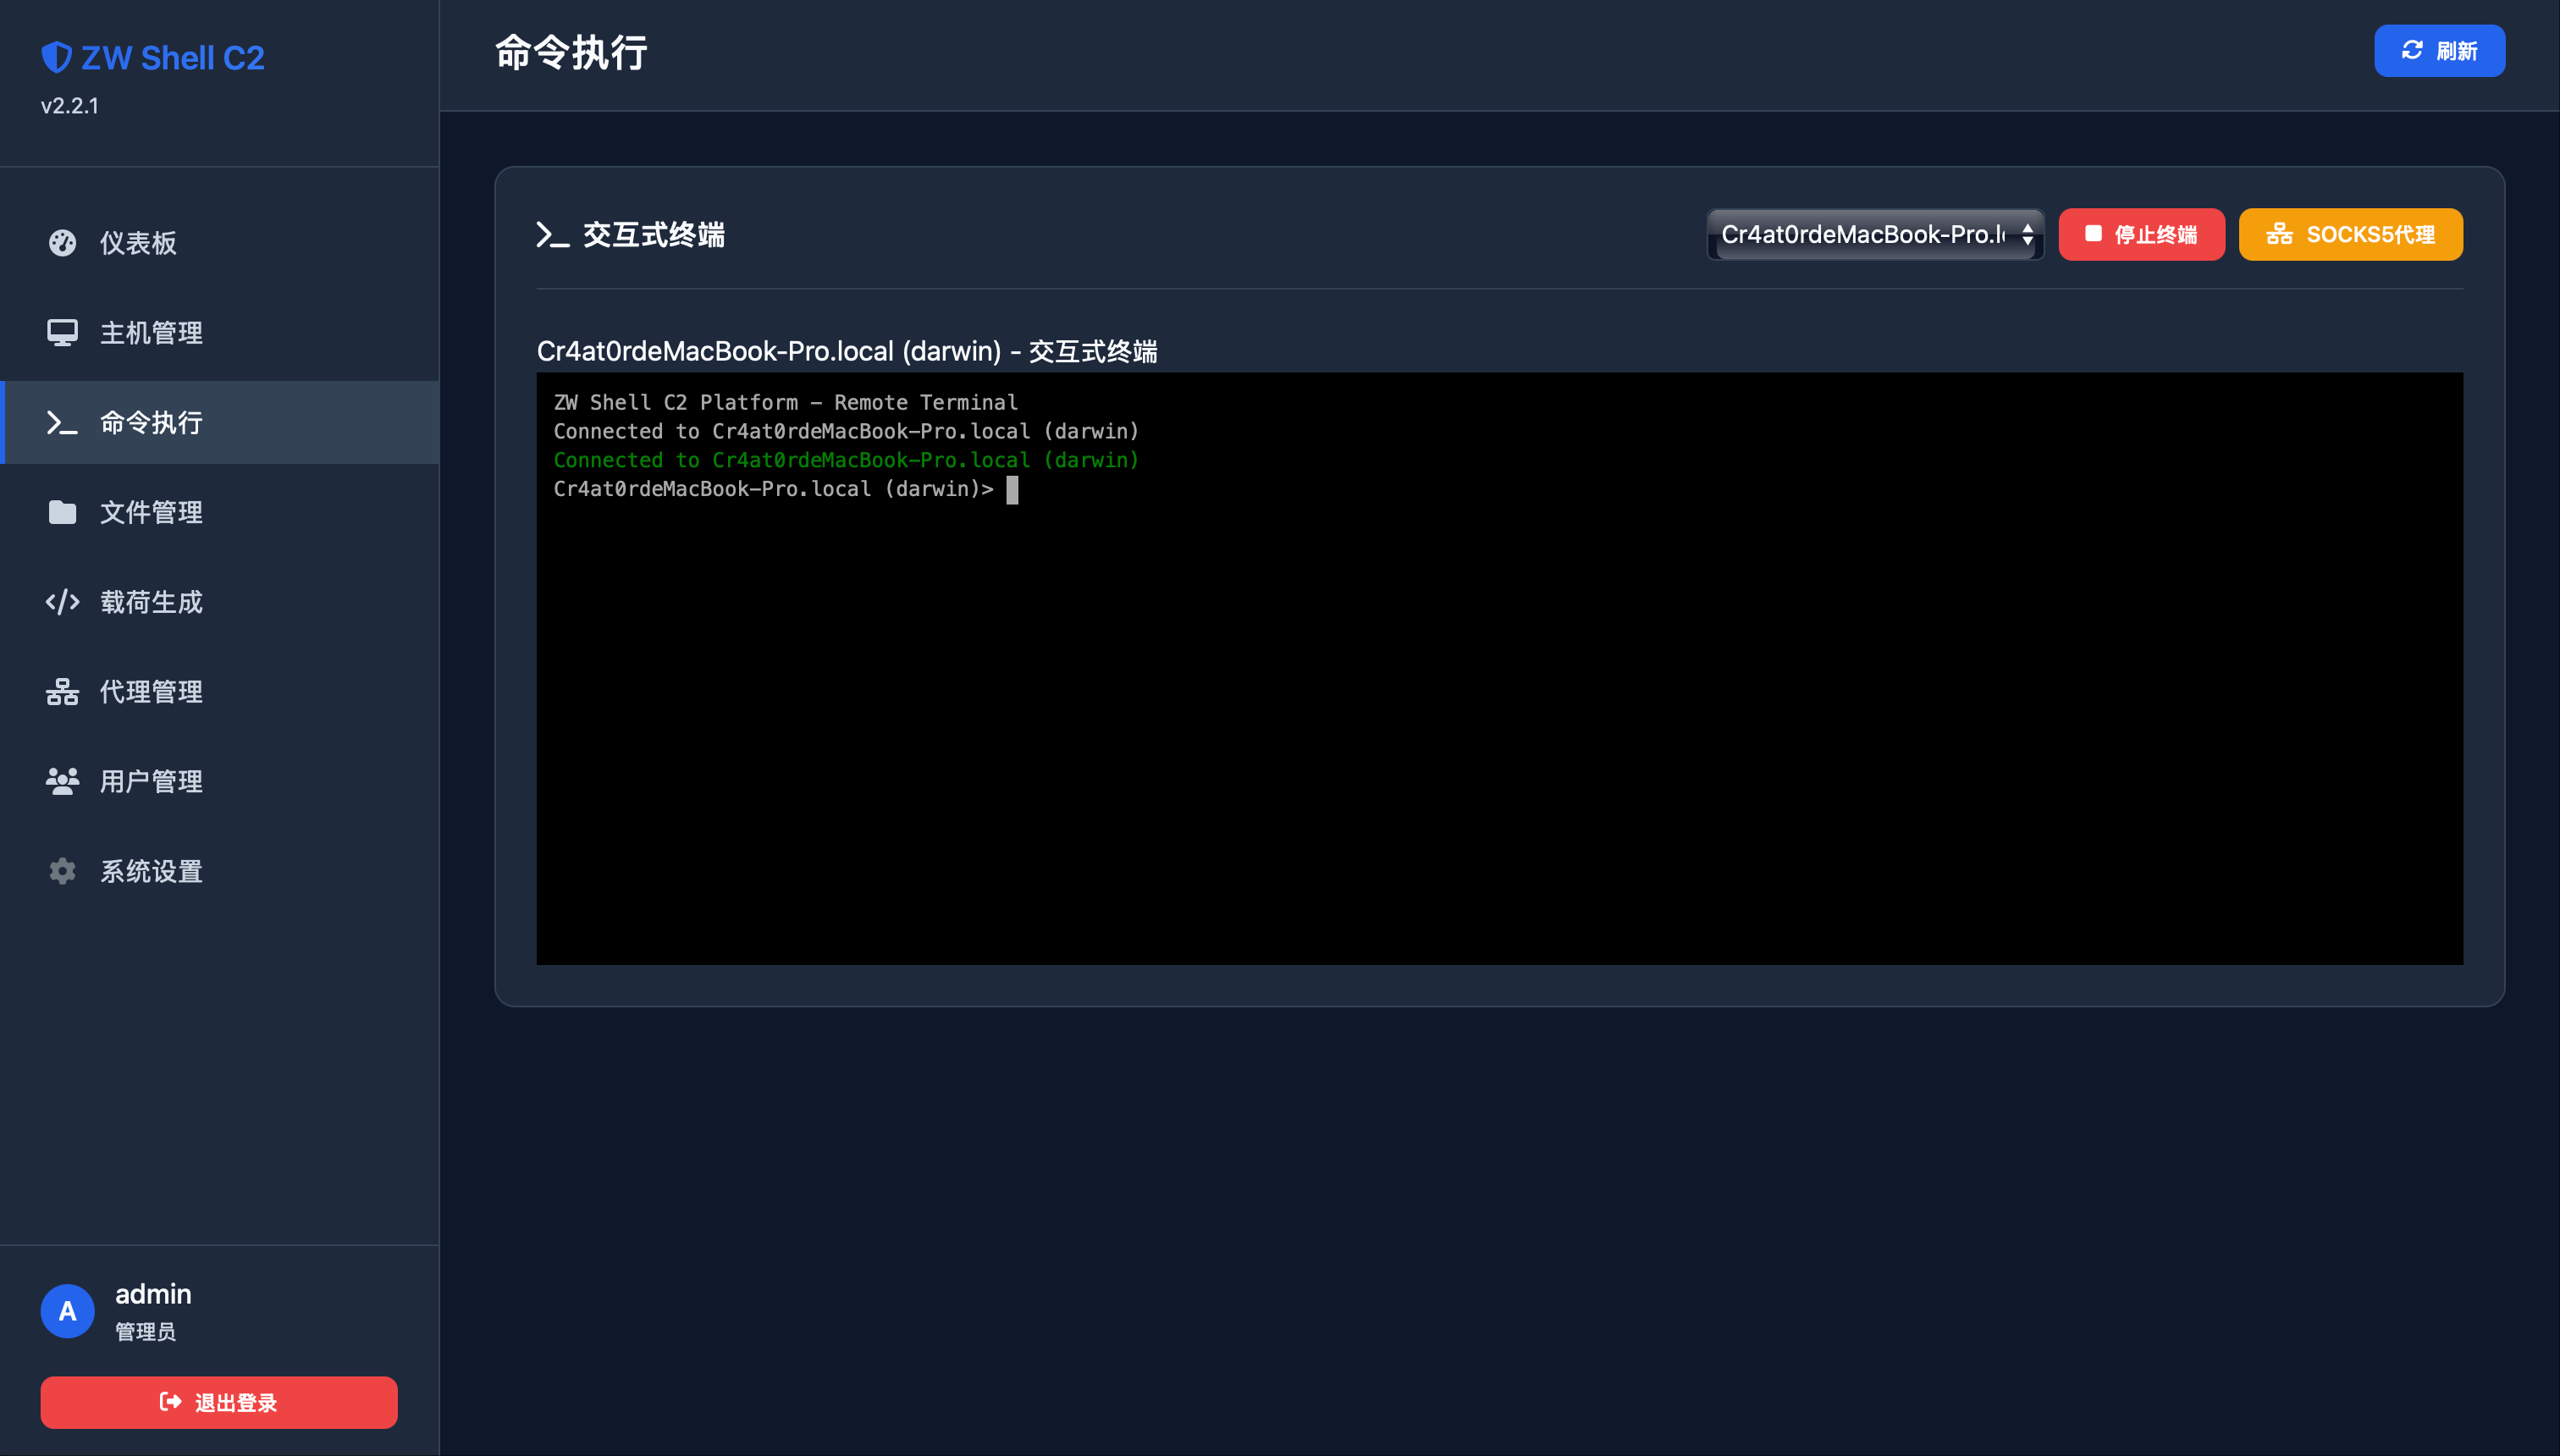 ZW Shell C2
v2.2.1
仪表板
主机管理
命令执行
文件管理
载荷生成
代理管理
用户管理
系统设置
A
admin
管理员
退出登录
命令执行
刷新
交互式终端
Cr4at0rdeMacBook-Pro.l
停止终端
SOCKS5代理
Cr4at0rdeMacBook-Pro.local (darwin) - 交互式终端
ZW Shell C2 Platform - Remote Terminal
Connected to Cr4at0rdeMacBook-Pro.local (darwin)
Connected to Cr4at0rdeMacBook-Pro.local (darwin)
Cr4at0rdeMacBook-Pro.local (darwin)>